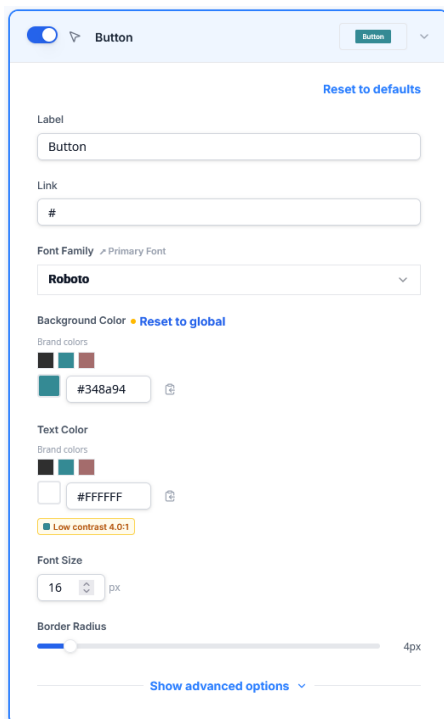 Button
Button
Reset to defaults
Label
Button
Link
#
Font Family ↗ Primary Font
Roboto
Background Color • Reset to global
Brand colors
#348a94
Text Color
Brand colors
#FFFFFF
Low contrast 4.0:1
Font Size
16 px
Border Radius
4px
Show advanced options